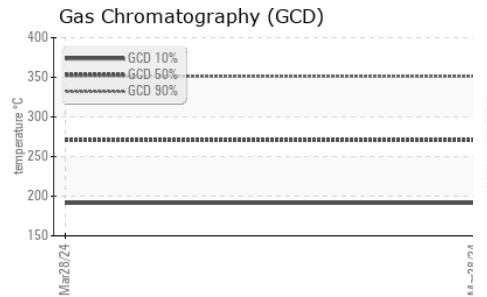 Gas Chromatography (GCD)
400
350
300
250
200
150
temperature °C
GCD 10%
GCD 50%
GCD 90%
Mar28/24